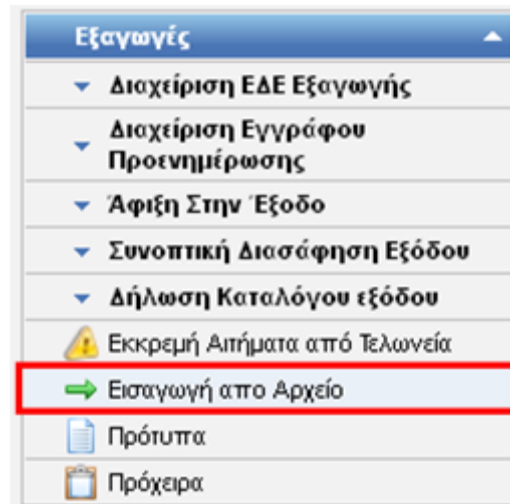 Εξαγωγές
Διαχείριση ΕΔΕ Εξαγωγής
Διαχείριση Εγγράφου
Προενημέρωσης
Άφιξη Στην Έξοδο
Συνοπτική Διασάφηση Εξόδου
Δήλωση Καταλόγου εξόδου
Εκκρεμή Αιτήματα από Τελωνεία
Εισαγωγή απο Αρχείο
Πρότυπα
Πρόχειρα